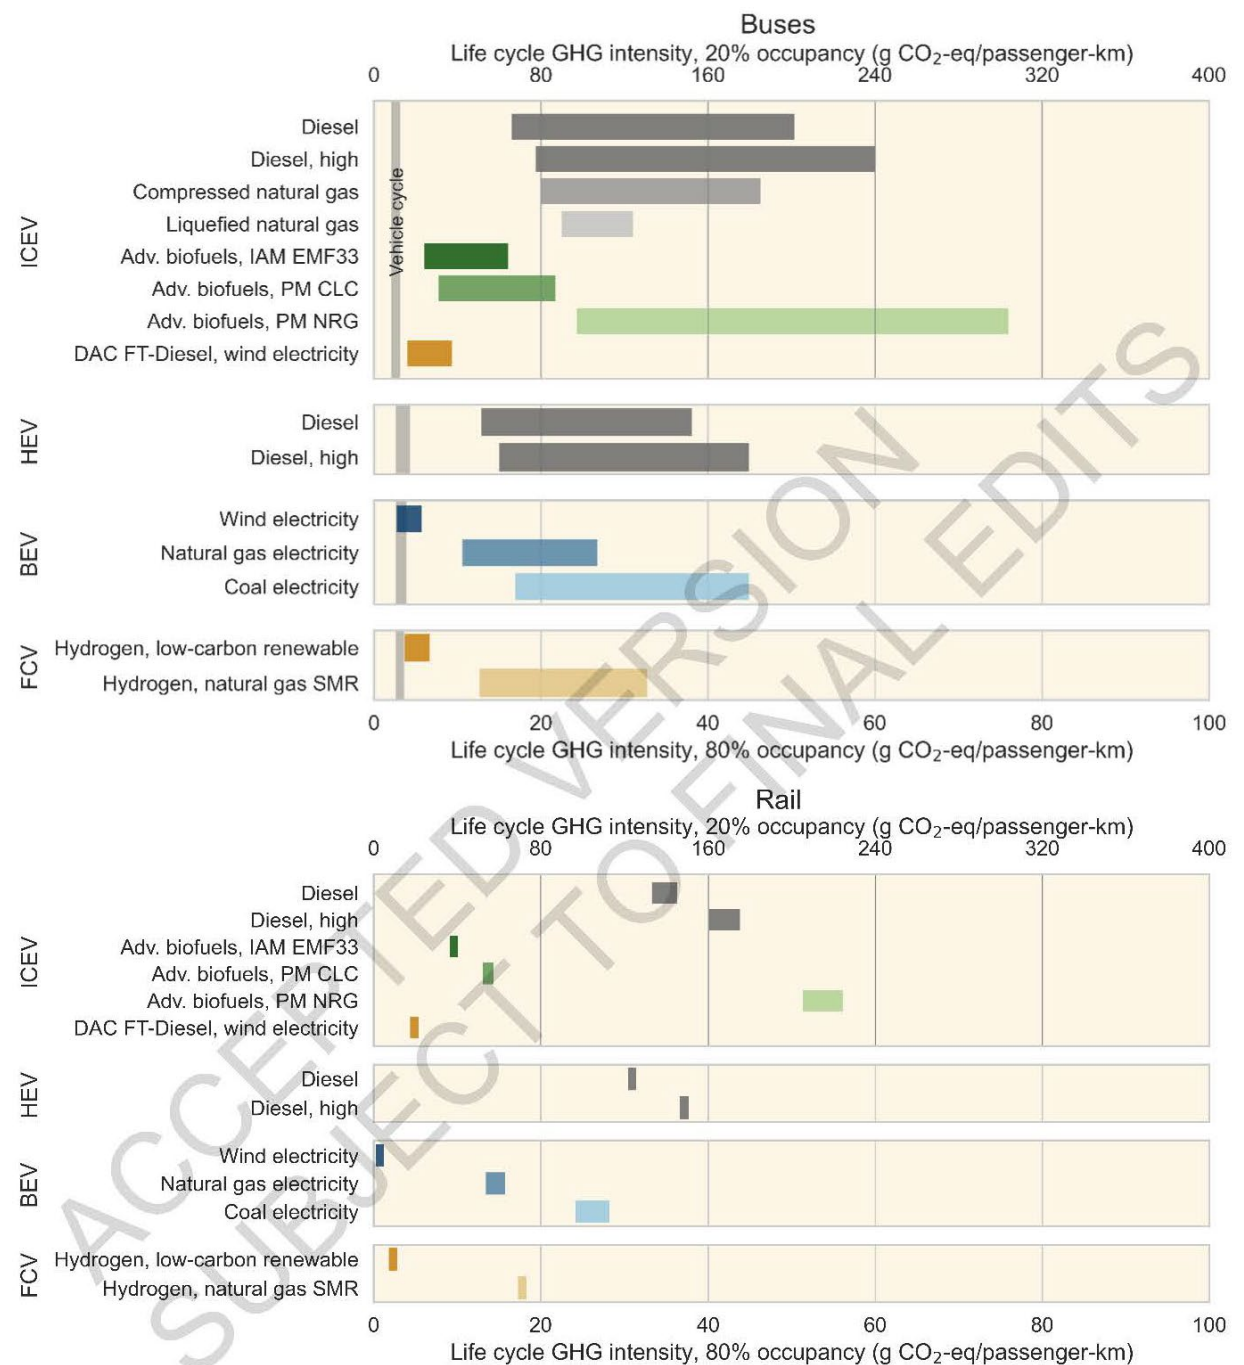 Buses
Life cycle GHG intensity, 20% occupancy (g CO₂-eq/passenger-km)
0 80 160 240 320 400
ICEV
Diesel
Diesel, high
Compressed natural gas
Liquefied natural gas
Adv. biofuels, IAM EMF33
Adv. biofuels, PM CLC
Adv. biofuels, PM NRG
DAC FT-Diesel, wind electricity
Vehicle cycle
HEV
Diesel
Diesel, high
BEV
Wind electricity
Natural gas electricity
Coal electricity
FCV
Hydrogen, low-carbon renewable
Hydrogen, natural gas SMR
0 20 40 60 80 100
Life cycle GHG intensity, 80% occupancy (g CO₂-eq/passenger-km)
Rail
Life cycle GHG intensity, 20% occupancy (g CO₂-eq/passenger-km)
0 80 160 240 320 400
ICEV
Diesel
Diesel, high
Adv. biofuels, IAM EMF33
Adv. biofuels, PM CLC
Adv. biofuels, PM NRG
DAC FT-Diesel, wind electricity
HEV
Diesel
Diesel, high
BEV
Wind electricity
Natural gas electricity
Coal electricity
FCV
Hydrogen, low-carbon renewable
Hydrogen, natural gas SMR
0 20 40 60 80 100
Life cycle GHG intensity, 80% occupancy (g CO₂-eq/passenger-km)
ACCEPTED VERSION
SUBJECT TO FINAL EDITS